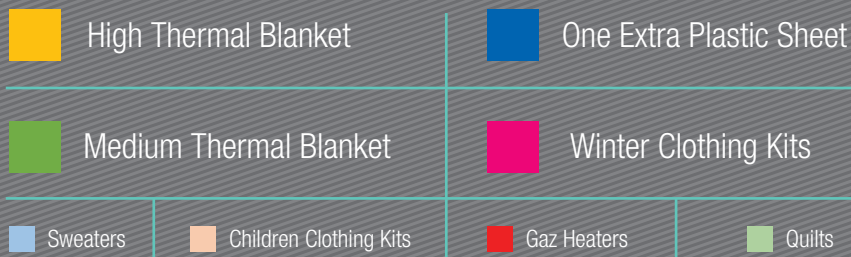 High Thermal Blanket
One Extra Plastic Sheet
Medium Thermal Blanket
Winter Clothing Kits
Sweaters
Children Clothing Kits
Gaz Heaters
Quilts